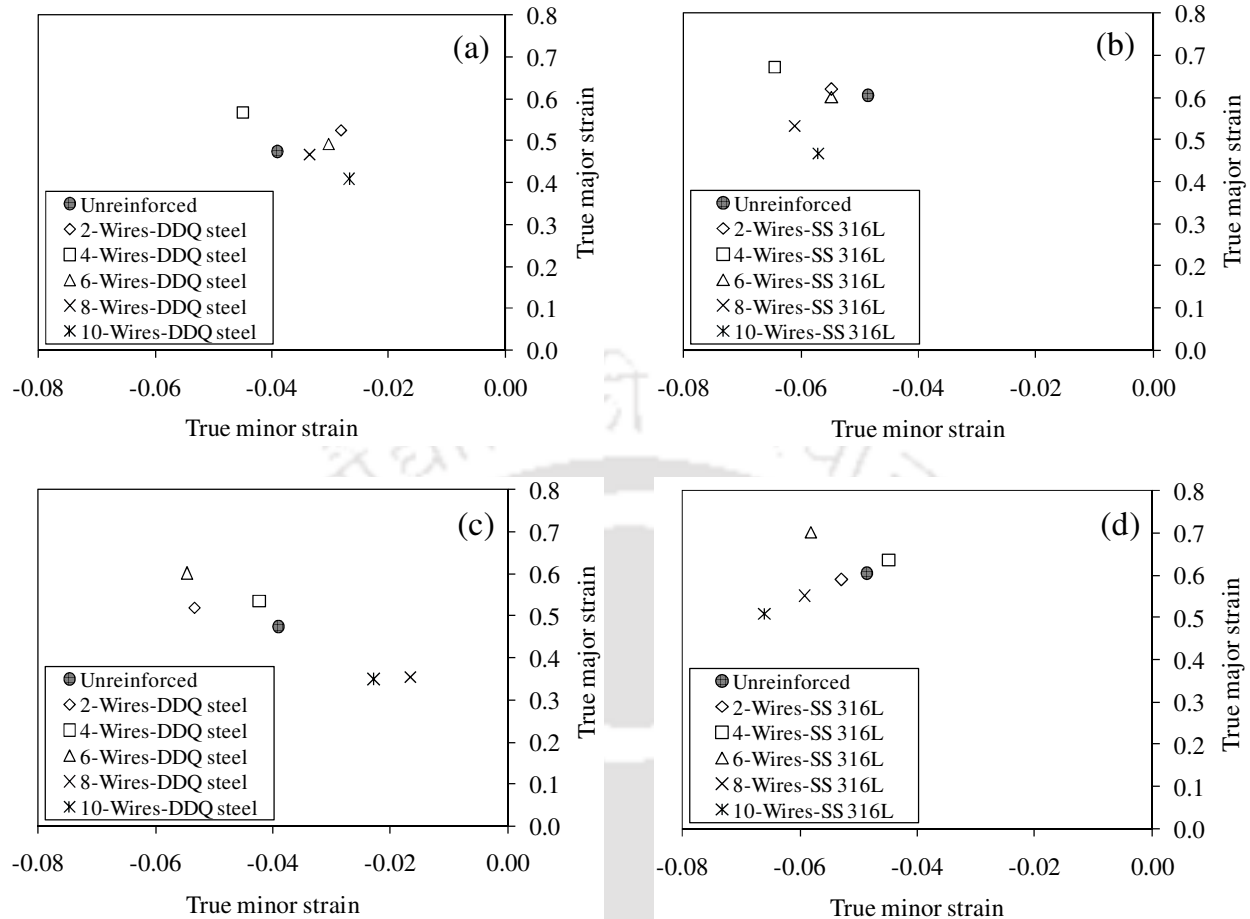 (a)
0.8
0.7
0.6
0.5
0.4
0.3
0.2
0.1
0.0
True major strain
Unreinforced
2-Wires-DDQ steel
4-Wires-DDQ steel
6-Wires-DDQ steel
8-Wires-DDQ steel
10-Wires-DDQ steel
-0.08 -0.06 -0.04 -0.02 0.00
True minor strain
(b)
0.8
0.7
0.6
0.5
0.4
0.3
0.2
0.1
0.0
True major strain
Unreinforced
2-Wires-SS 316L
4-Wires-SS 316L
6-Wires-SS 316L
8-Wires-SS 316L
10-Wires-SS 316L
-0.08 -0.06 -0.04 -0.02 0.00
True minor strain
(c)
0.8
0.7
0.6
0.5
0.4
0.3
0.2
0.1
0.0
True major strain
Unreinforced
2-Wires-DDQ steel
4-Wires-DDQ steel
6-Wires-DDQ steel
8-Wires-DDQ steel
10-Wires-DDQ steel
-0.08 -0.06 -0.04 -0.02 0.00
True minor strain
(d)
0.8
0.7
0.6
0.5
0.4
0.3
0.2
0.1
0.0
True major strain
Unreinforced
2-Wires-SS 316L
4-Wires-SS 316L
6-Wires-SS 316L
8-Wires-SS 316L
10-Wires-SS 316L
-0.08 -0.06 -0.04 -0.02 0.00
True minor strain